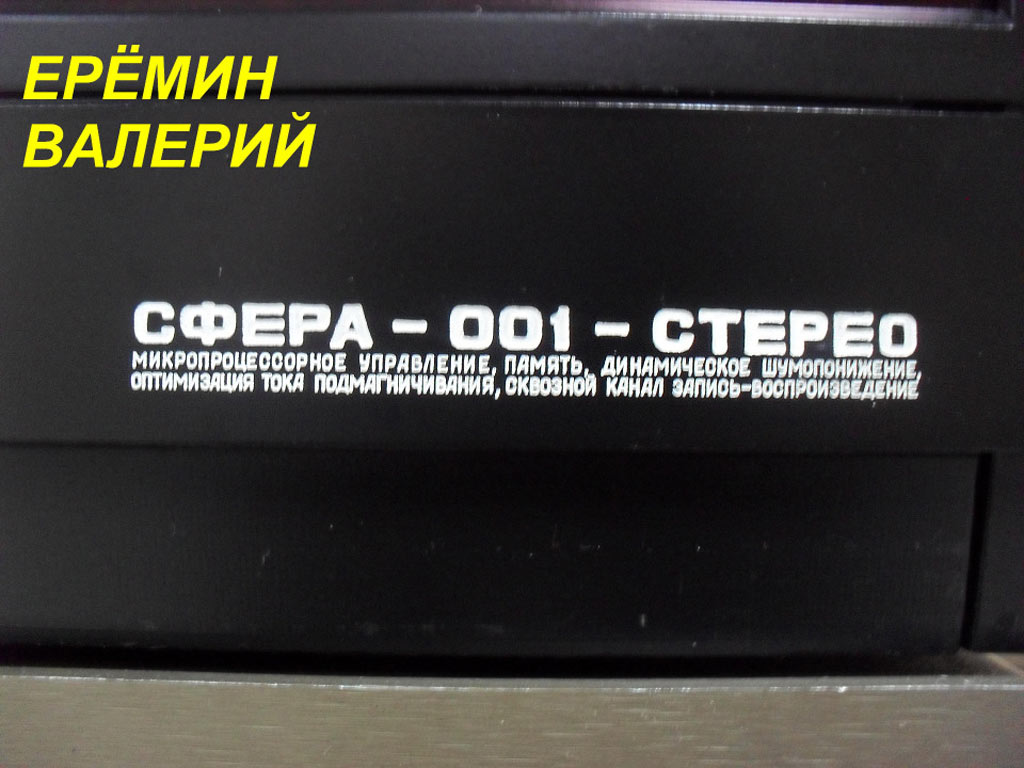 ЕРЁМИН
ВАЛЕРИЙ
СФЕРА - 001 - СТЕРЕО
МИКРОПРОЦЕССОРНОЕ УПРАВЛЕНИЕ, ПАМЯТЬ, ДИНАМИЧЕСКОЕ ШУМОПОНИЖЕНИЕ,
ОПТИМИЗАЦИЯ ТОКА ПОДМАГНИЧИВАНИЯ, СКВОЗНОЙ КАНАЛ ЗАПИСЬ-ВОСПРОИЗВЕДЕНИЕ